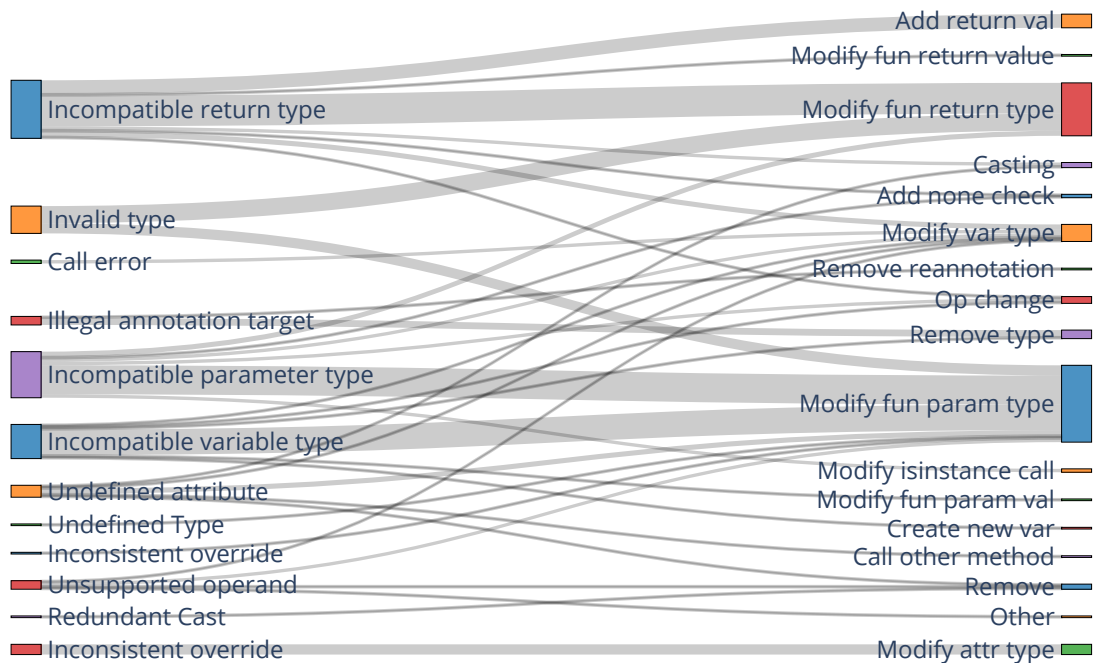 Add return val
Modify fun return value
Incompatible return type
Modify fun return type
Casting
Add none check
Invalid type
Modify var type
Call error
Remove reannotation
Op change
Illegal annotation target
Remove type
Incompatible parameter type
Modify fun param type
Incompatible variable type
Modify isinstance call
Undefined attribute
Modify fun param val
Undefined Type
Create new var
Inconsistent override
Call other method
Unsupported operand
Remove
Redundant Cast
Other
Inconsistent override
Modify attr type